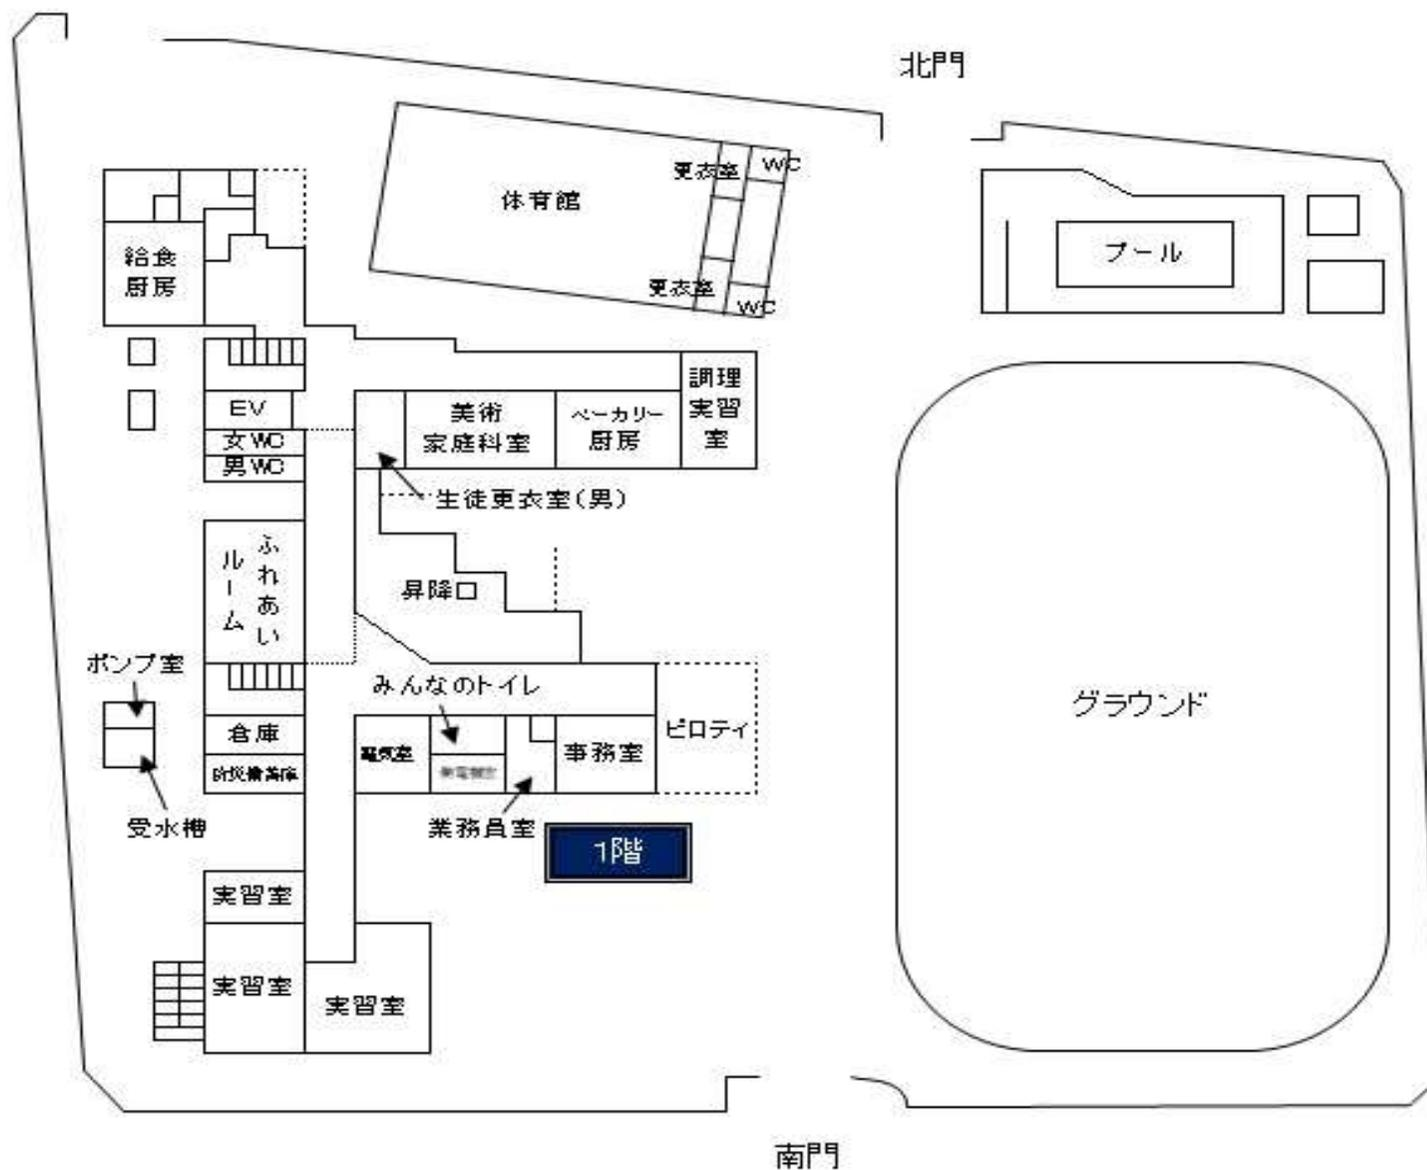 北門
更衣室
WC
体育館
給食
厨房
プール
更衣室
WC
調理
実習
室
EV
美術
家庭科室
ベーカリー
厨房
女WC
男WC
生徒更衣室(男)
ふれあい
ルーム
昇降口
ポンプ室
みんなのトイレ
グラウンド
倉庫
電気室
事務室
ピロティ
防災備蓄庫
受水槽
業務員室
1階
実習室
実習室
実習室
南門